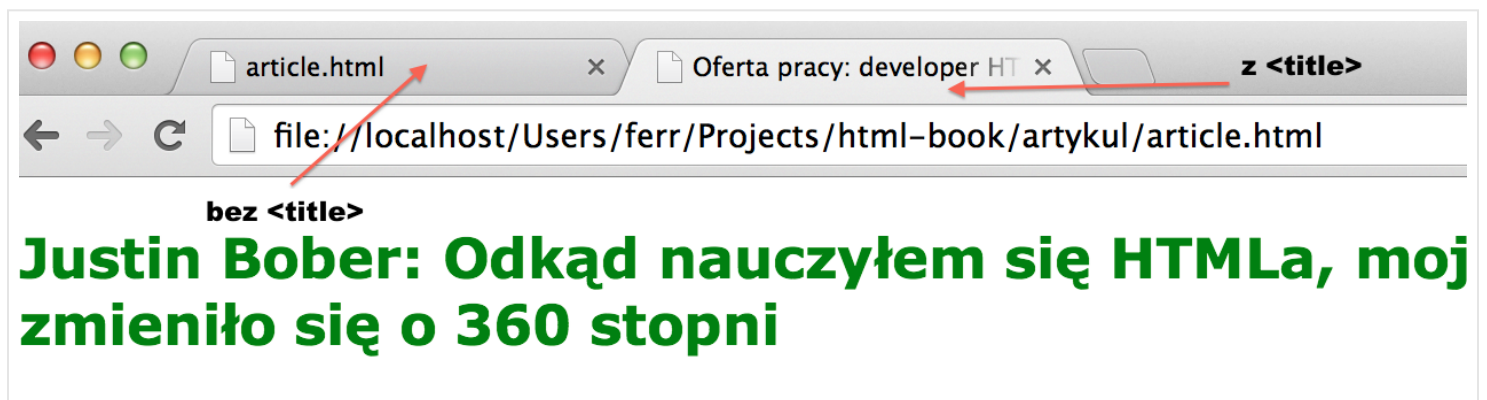 article.html
Oferta pracy: developer HT
z <title>
file://localhost/Users/ferr/Projects/html-book/artykul/article.html
bez <title>
Justin Bober: Odkąd nauczyłem się HTMLa, moj
zmieniło się o 360 stopni